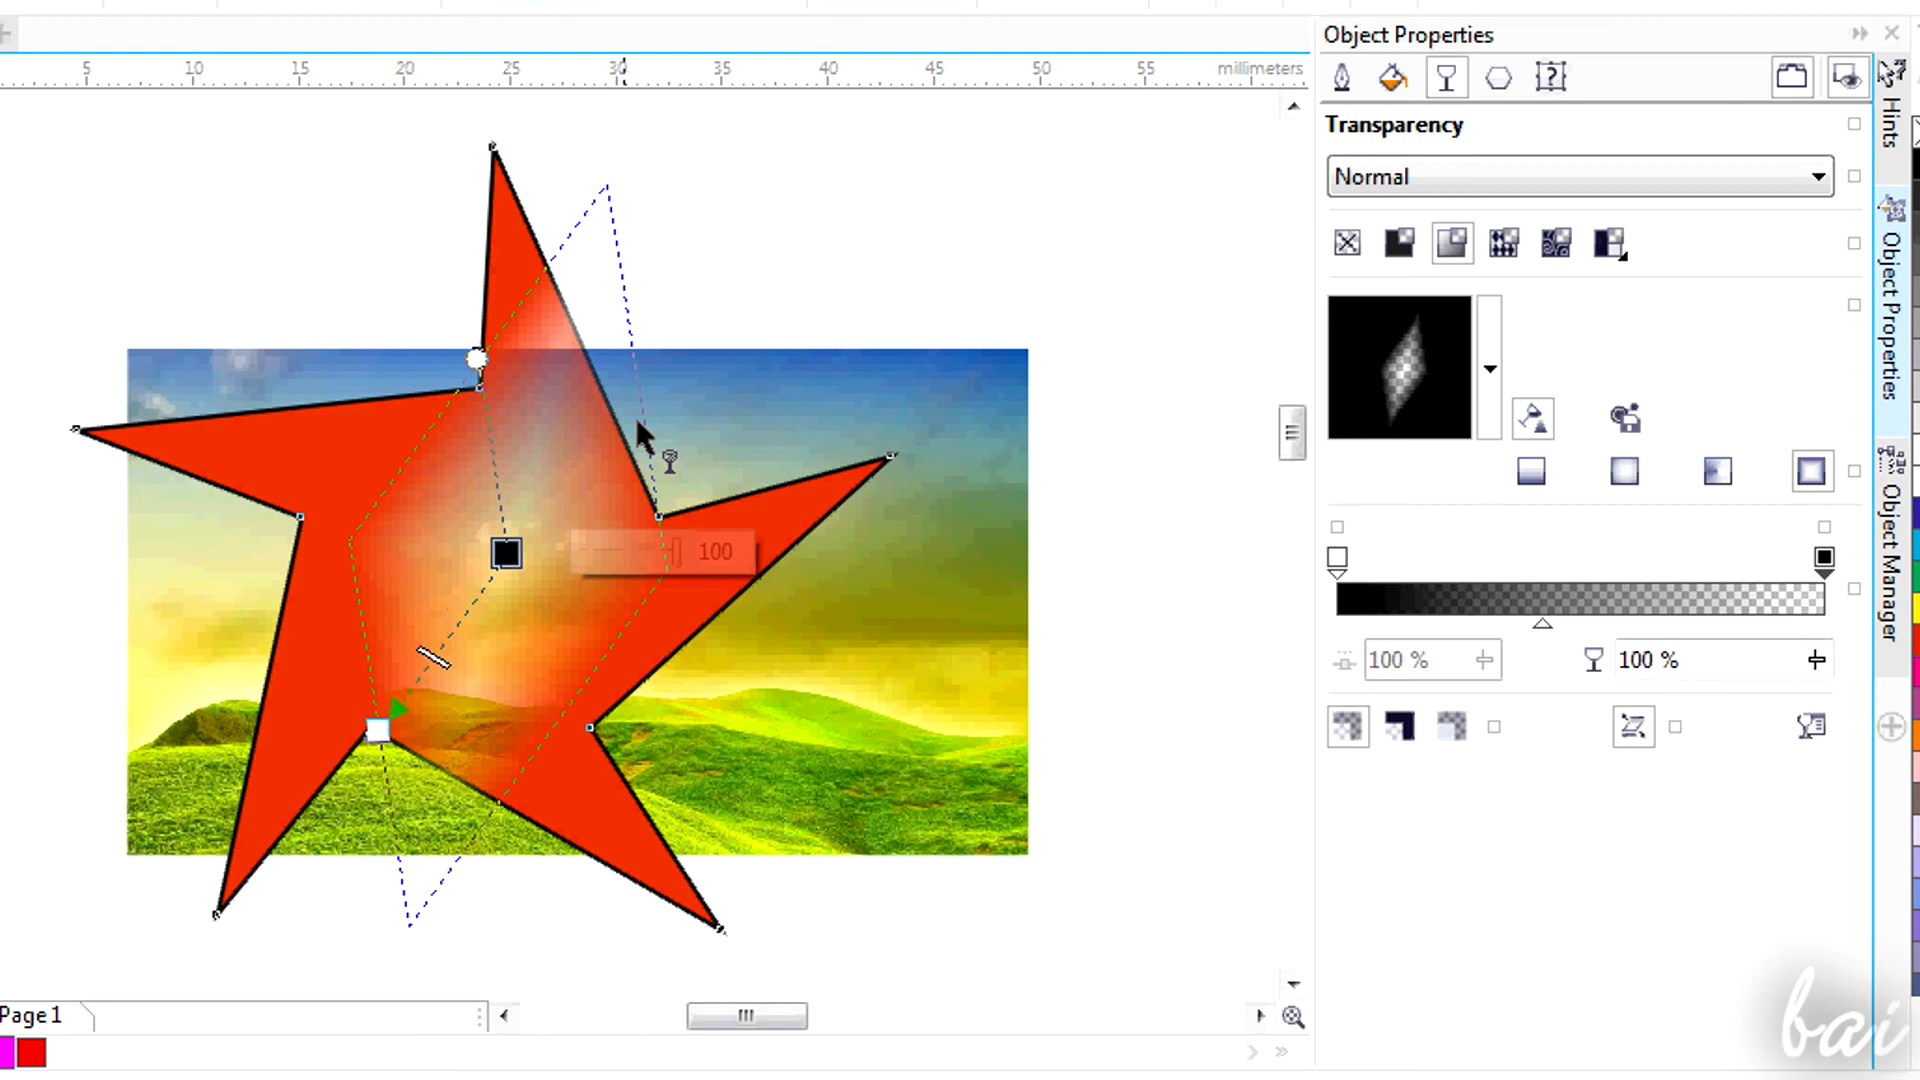 Object Properties
5 10 15 20 25 30 35 40 45 50 55 millimeters
Transparency
Normal
100
100 %
100 %
Hints
Object Properties
Object Manager
Page 1
bai